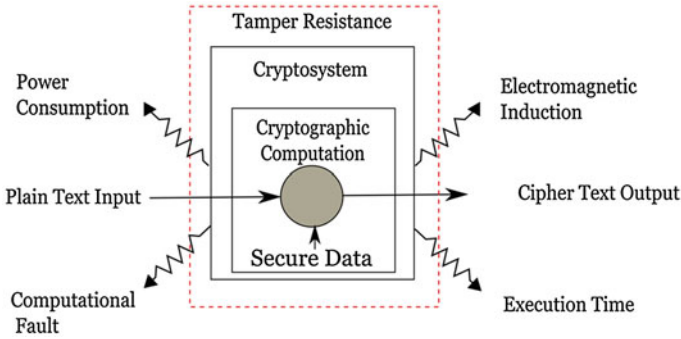 Tamper Resistance
Cryptosystem
Power
Consumption
Electromagnetic
Induction
Cryptographic
Computation
Plain Text Input
Cipher Text Output
Secure Data
Computational
Fault
Execution Time